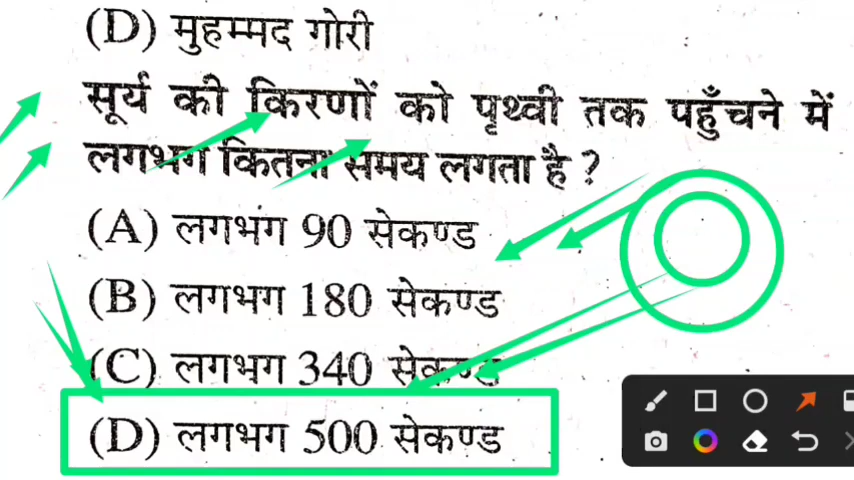 (D) मुहम्मद गोरी
सूर्य की किरणों को पृथ्वी तक पहुँचने में
लगभग कितना समय लगता है ?
(A) लगभंग 90 सेकण्ड
(B) लगभग 180 सेकण्ड
(C) लगभग 340 सेकण्ड
(D) लगभग 500 सेकण्ड